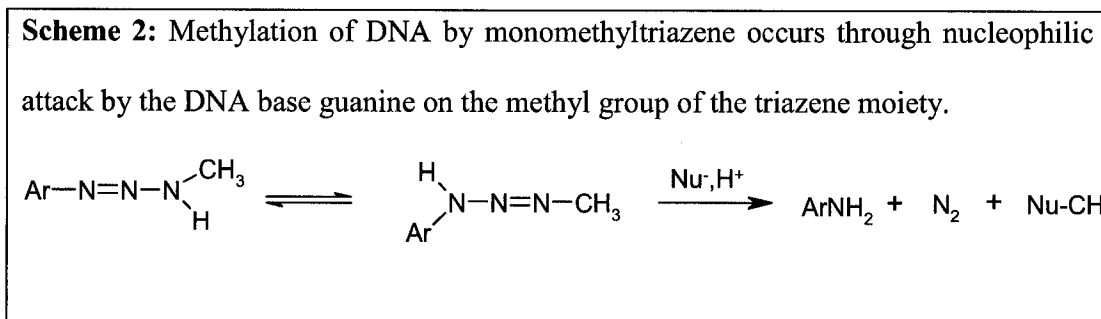 Scheme 2: Methylation of DNA by monomethyltriazene occurs through nucleophilic
attack by the DNA base guanine on the methyl group of the triazene moiety.
Ar-N=N-N CH3 H ⇌ H Ar N-N=N-CH3 Nu-,H+ → ArNH2 + N2 + Nu-CH